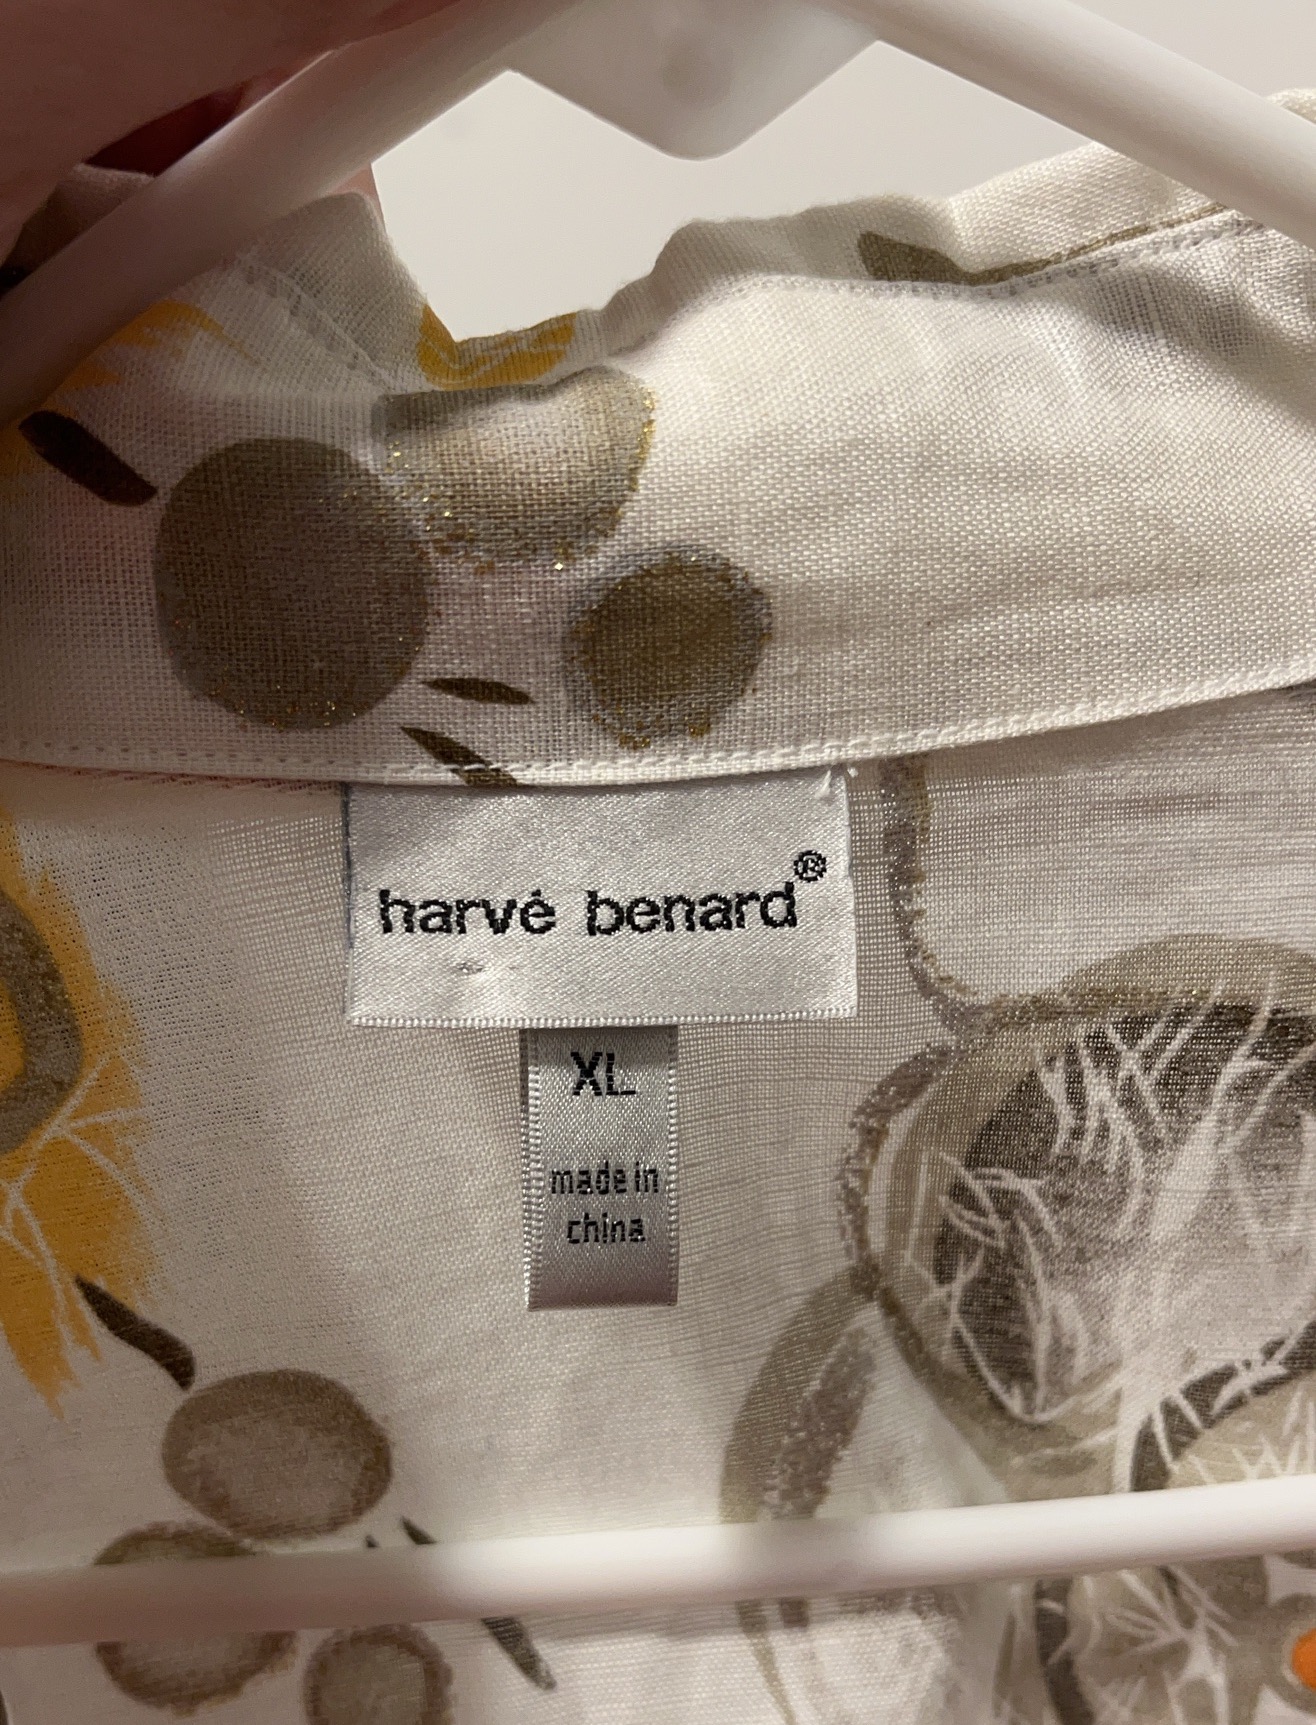 harvé benard®
XL
made in
china